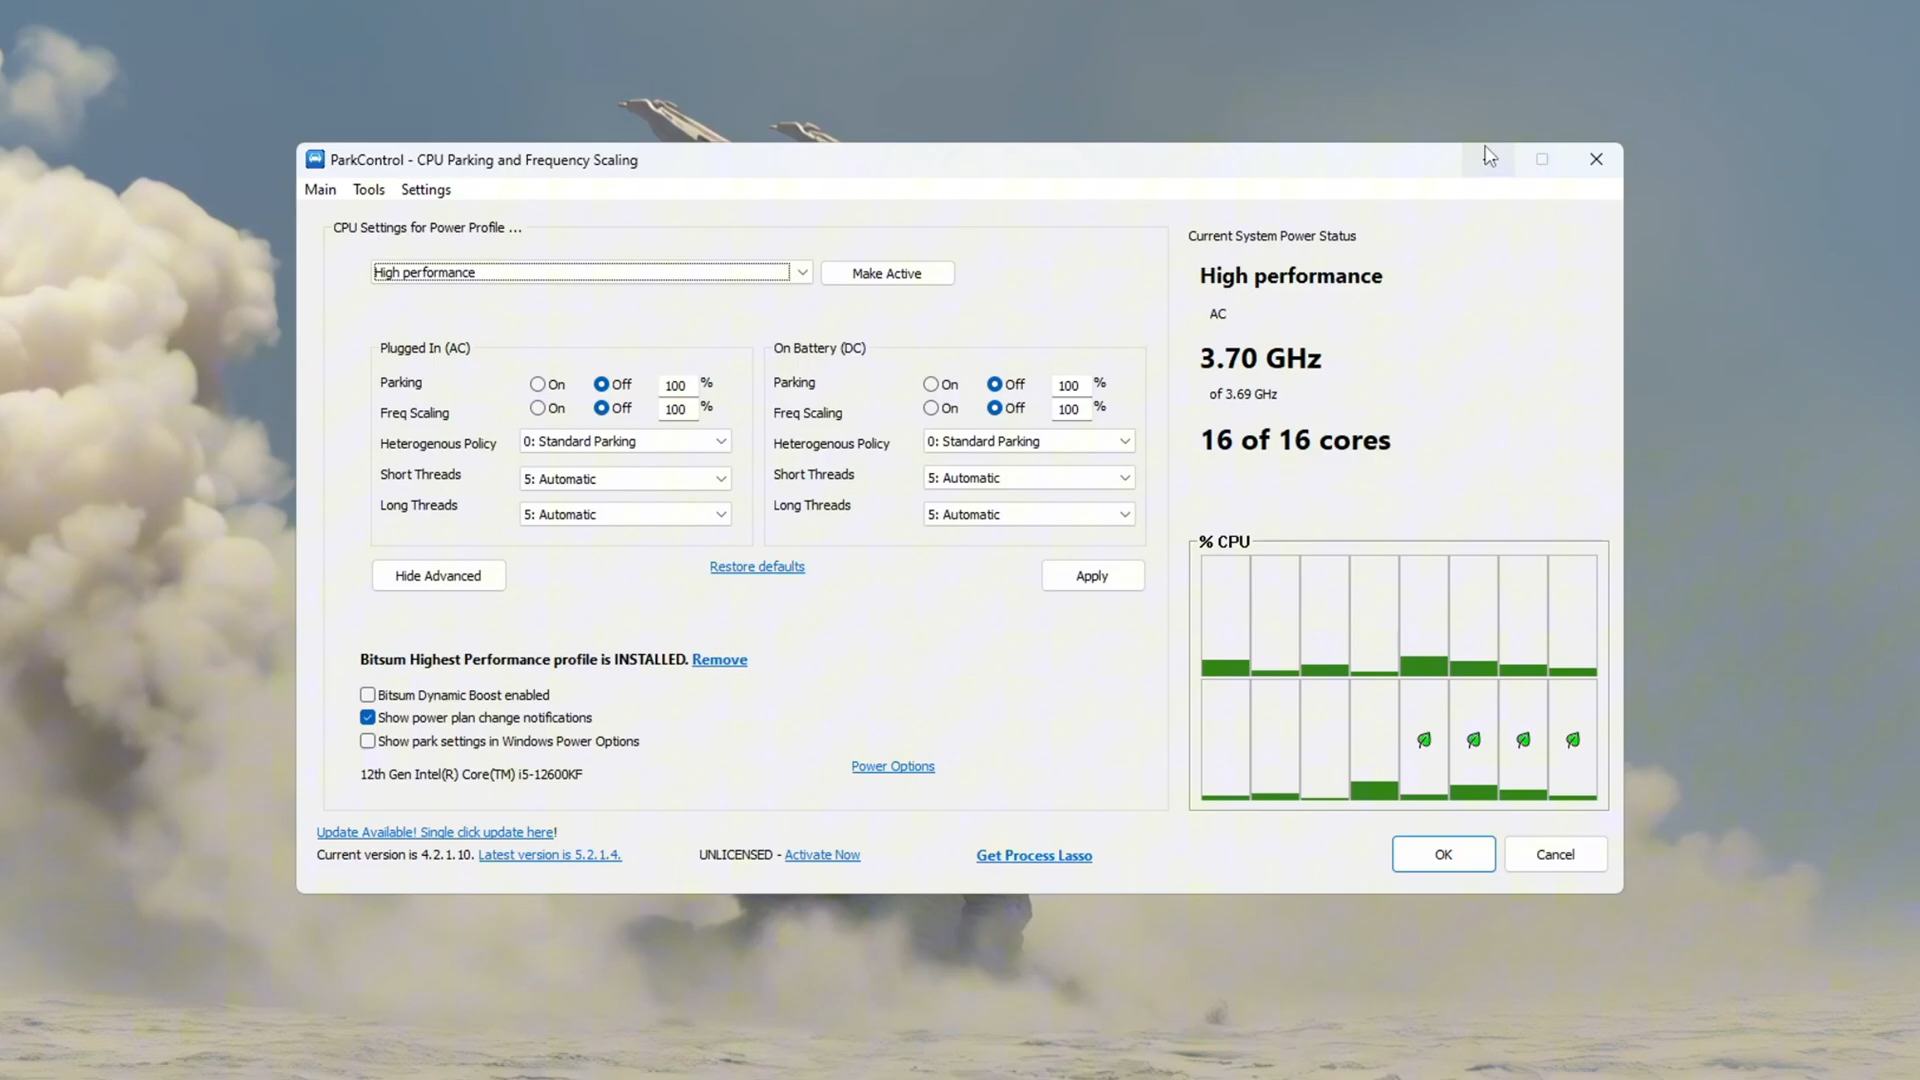 ParkControl - CPU Parking and Frequency Scaling
Main Tools Settings
CPU Settings for Power Profile ...
High performance
Make Active
Plugged In (AC)
Parking On Off 100 %
Freq Scaling On Off 100 %
Heterogenous Policy 0: Standard Parking
Short Threads 5: Automatic
Long Threads 5: Automatic
On Battery (DC)
Parking On Off 100 %
Freq Scaling On Off 100 %
Heterogenous Policy 0: Standard Parking
Short Threads 5: Automatic
Long Threads 5: Automatic
Hide Advanced
Restore defaults
Apply
Bitsum Highest Performance profile is INSTALLED. Remove
Bitsum Dynamic Boost enabled
Show power plan change notifications
Show park settings in Windows Power Options
12th Gen Intel(R) Core(TM) i5-12600KF
Power Options
Current System Power Status
High performance
AC
3.70 GHz
of 3.69 GHz
16 of 16 cores
% CPU
Update Available! Single click update here!
Current version is 4.2.1.10. Latest version is 5.2.1.4.
UNLICENSED - Activate Now
Get Process Lasso
OK
Cancel